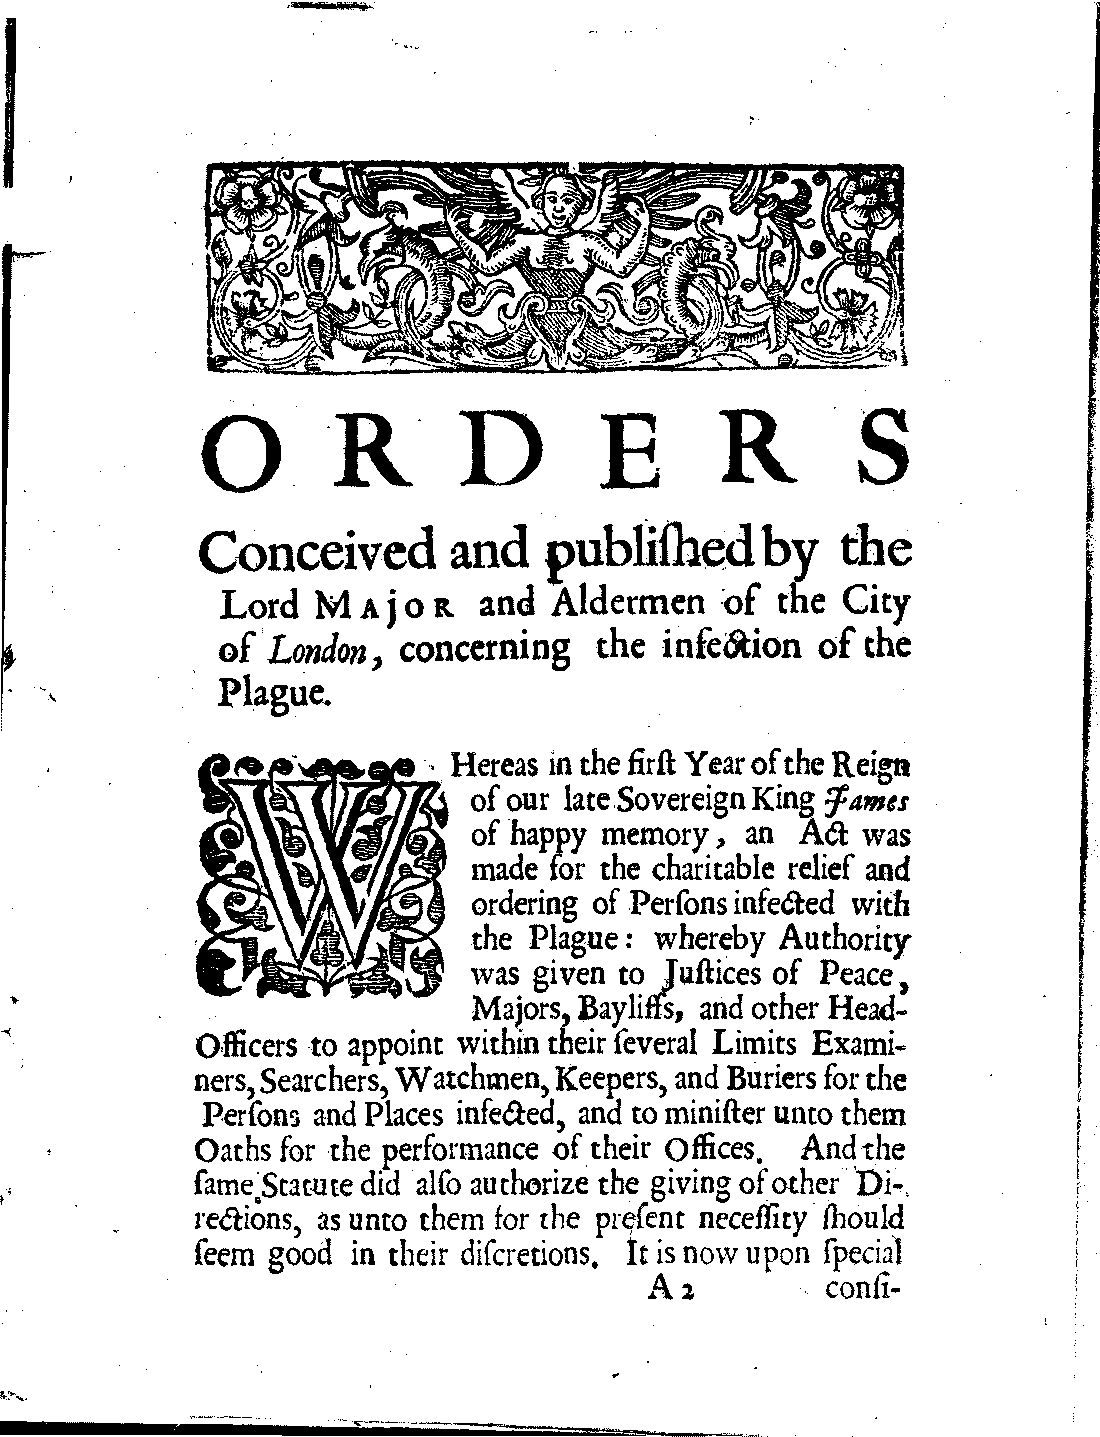 ORDERS
Conceived and publiſhed by the
Lord MAjOR and Aldermen of the City
of London, concerning the infection of the
Plague.
WHereas in the firſt Year of the Reign
of our late Sovereign King James
of happy memory, an Act was
made for the charitable relief and
ordering of Perſons infected with
the Plague: whereby Authority
was given to Juſtices of Peace,
Majors, Bayliffs, and other Head-
Officers to appoint within their ſeveral Limits Exami-
ners, Searchers, Watchmen, Keepers, and Buriers for the
Perſons and Places infected, and to miniſter unto them
Oaths for the performance of their Offices. And the
ſame Statute did alſo authorize the giving of other Di-
rections, as unto them for the preſent neceſſity ſhould
ſeem good in their diſcretions. It is now upon ſpecial
A 2 conſi-